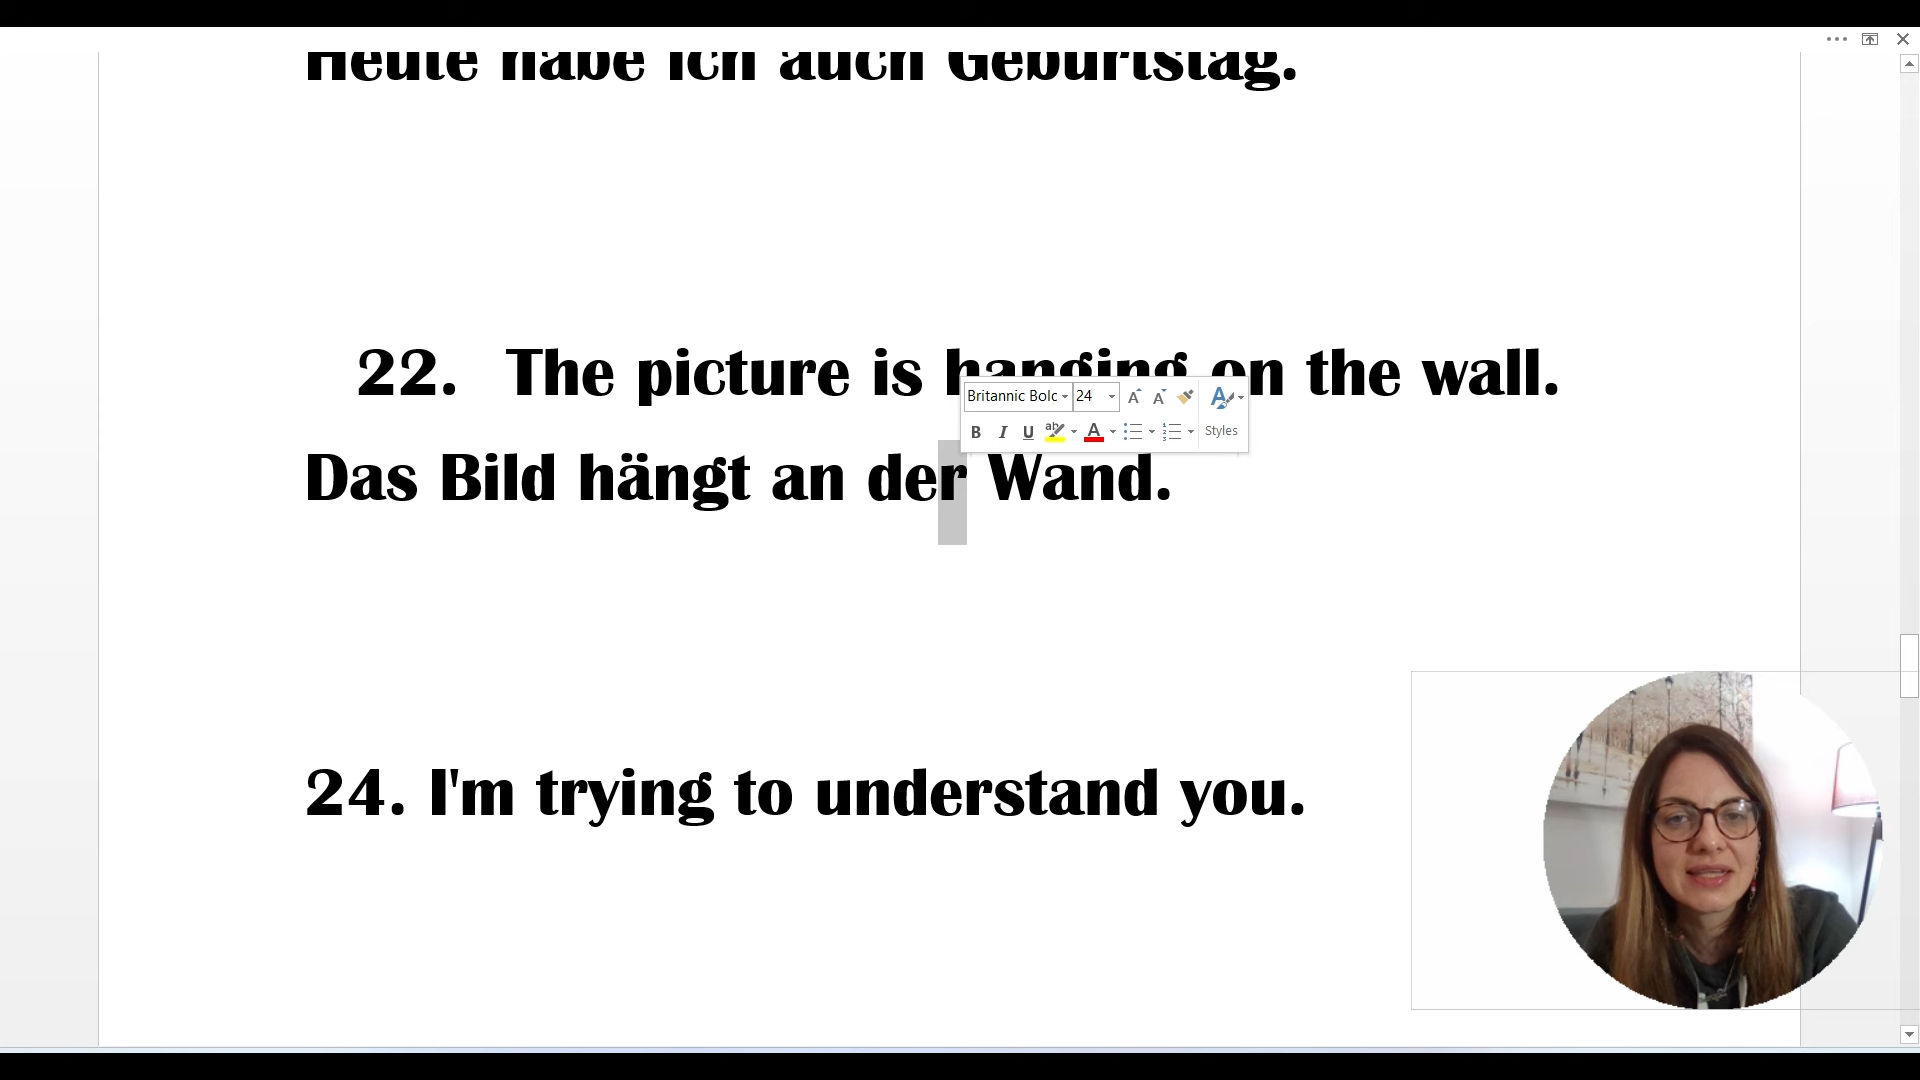 Heute habe ich auch Geburtstag.
22. The picture is hanging on the wall.
Britannic Bolc 24
B I U Styles
Das Bild hängt an der Wand.
24. I'm trying to understand you.